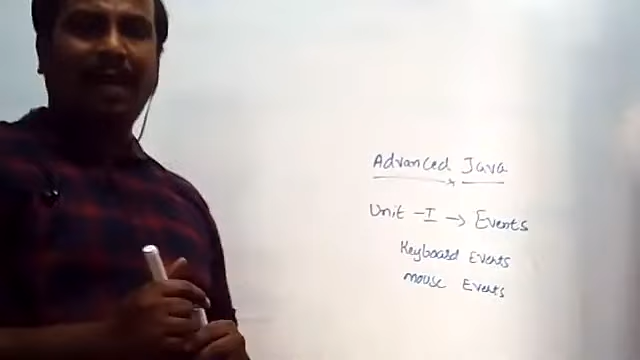 Advanced Java
Unit - I → Events
Keyboard Events
mouse Events